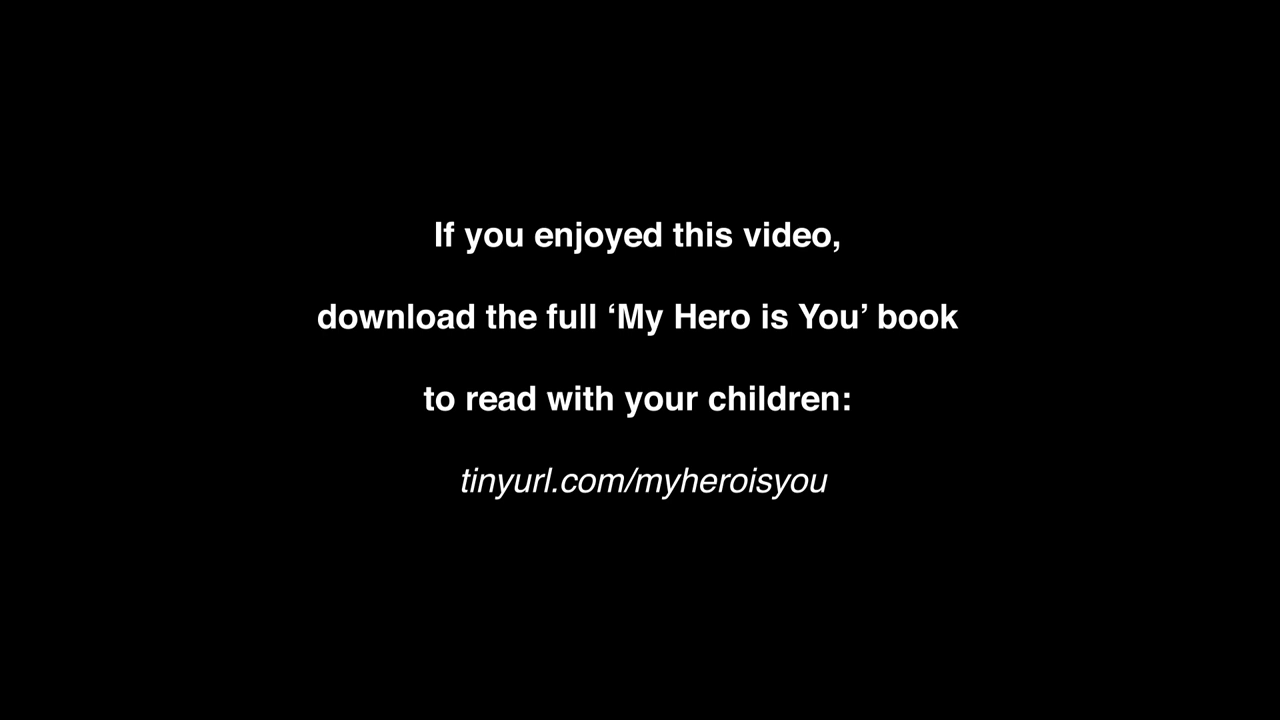 If you enjoyed this video,
download the full ‘My Hero is You’ book
to read with your children:
tinyurl.com/myheroisyou